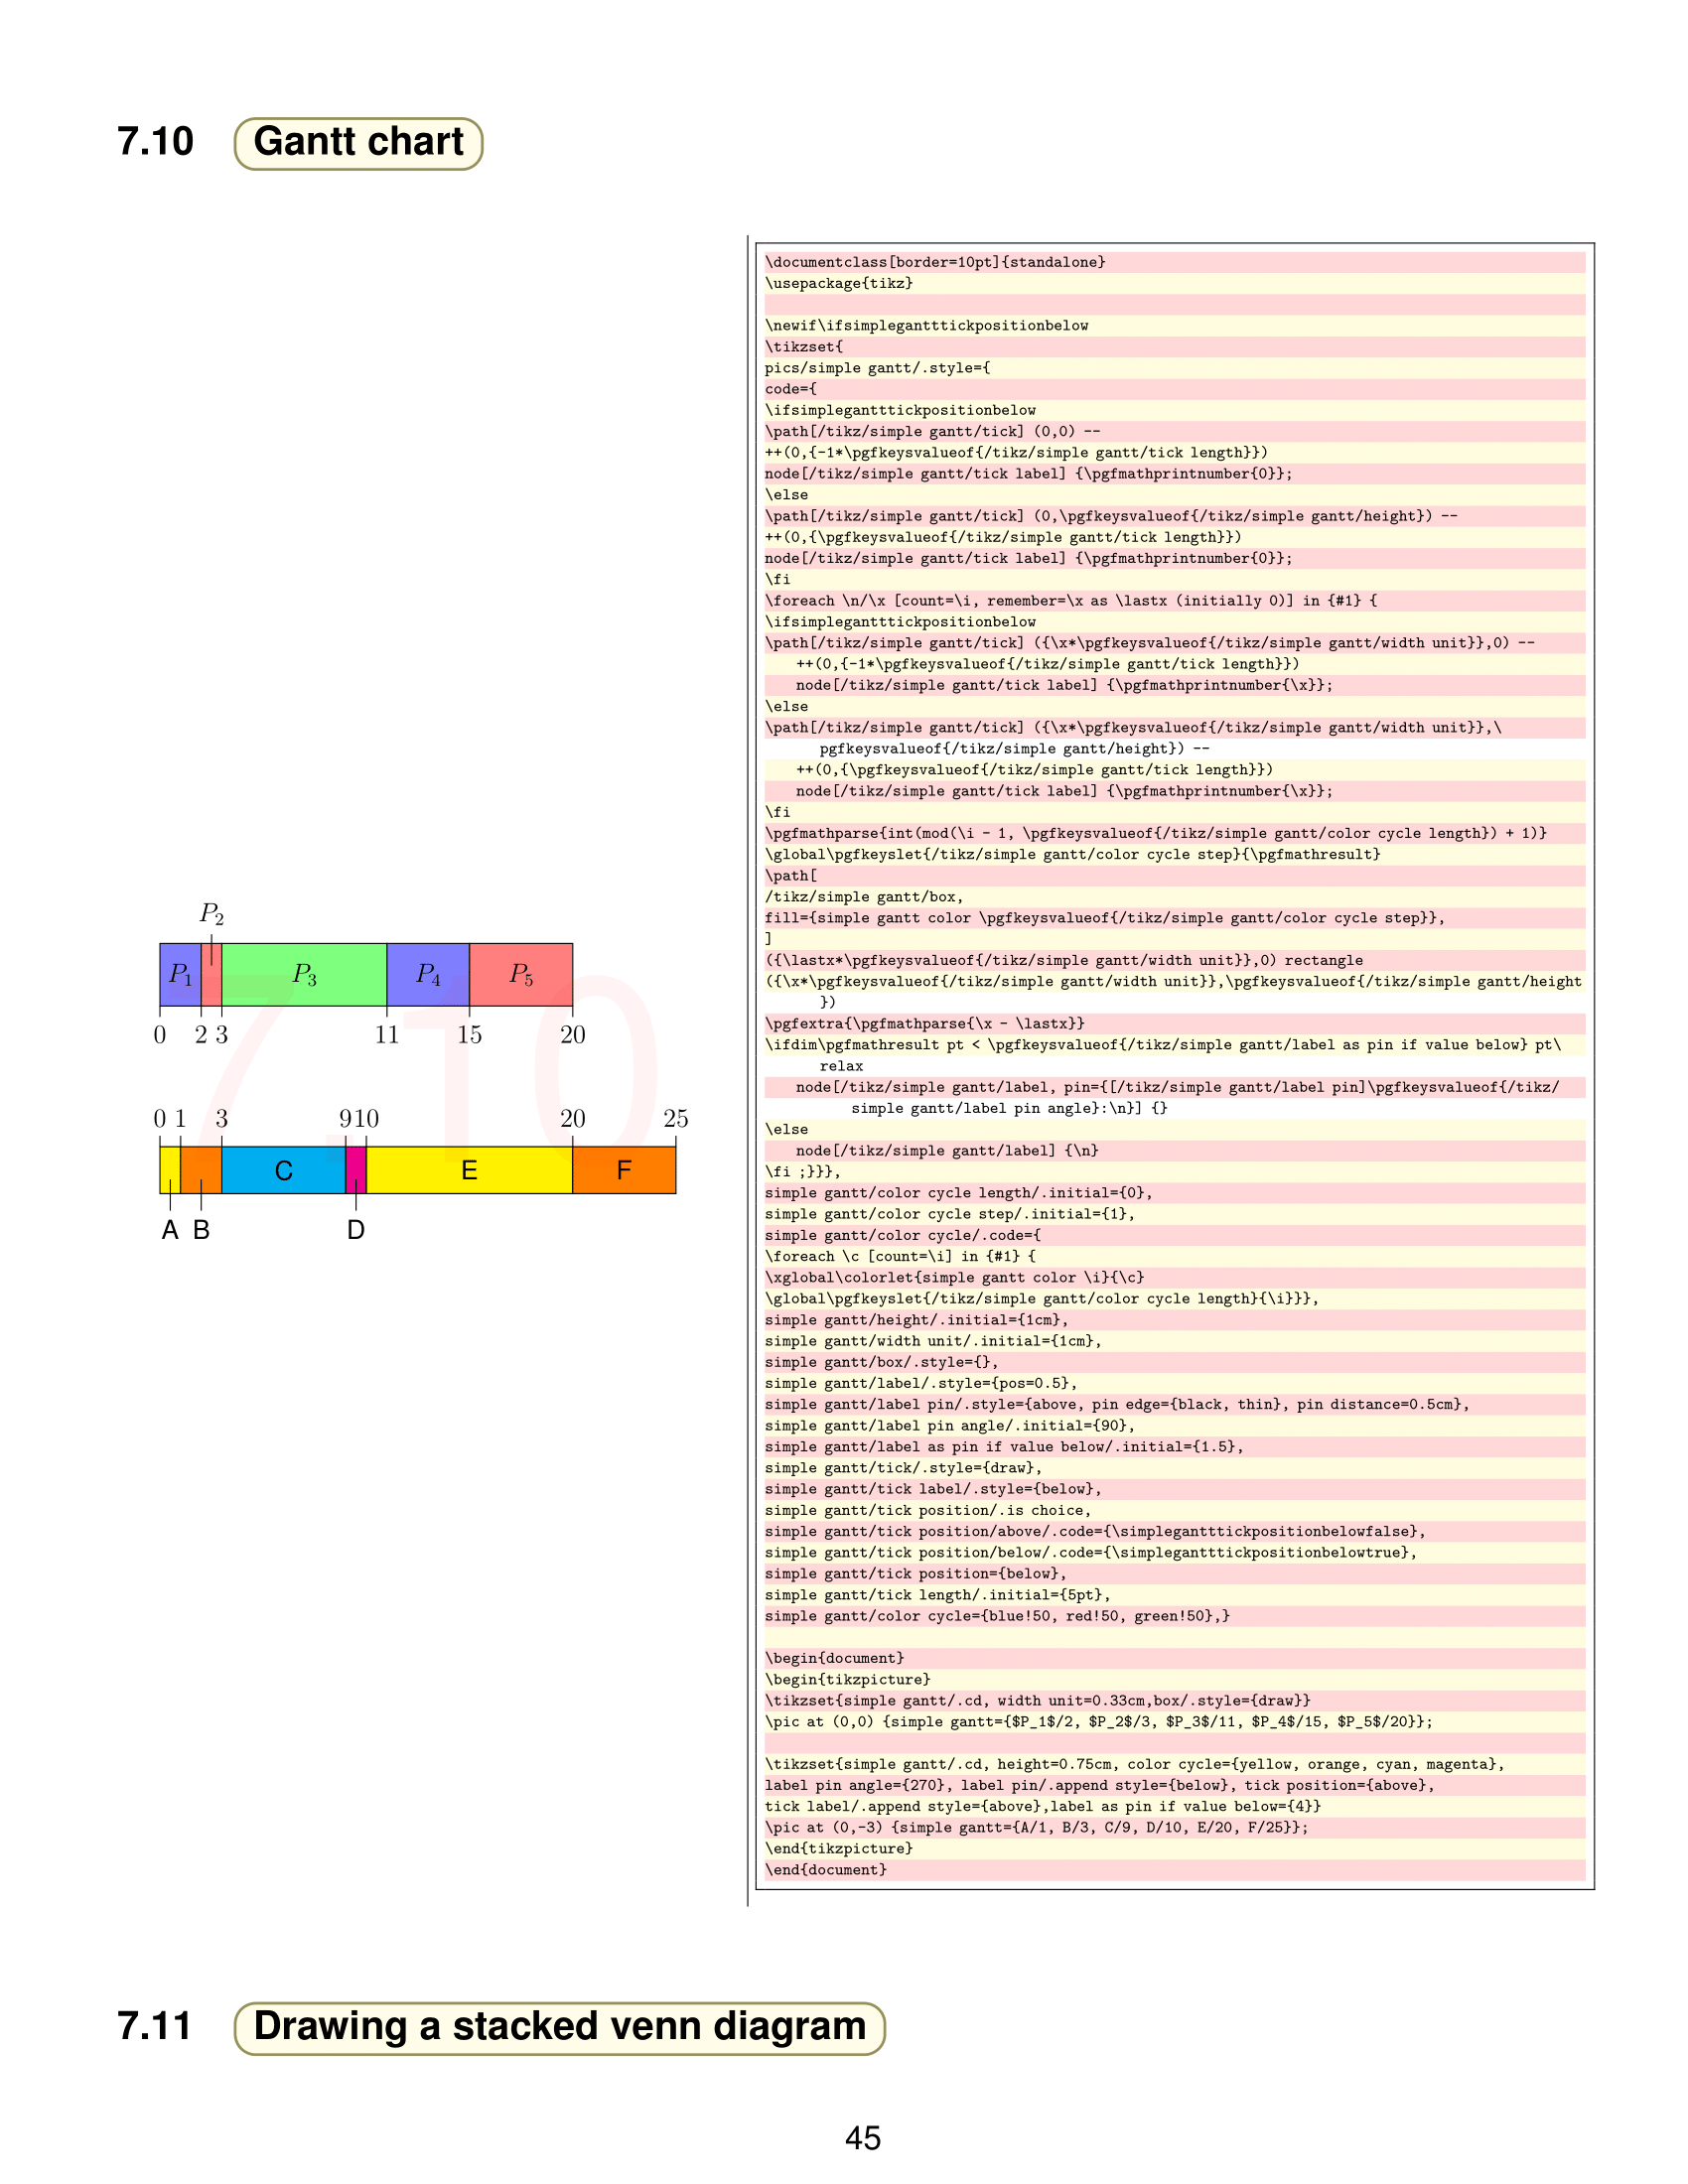 7.10 Gantt chart
P2
P1 P3 P4 P5
0 2 3 11 15 20
7.10
0 1 3 910 20 25
C E F
A B D
\documentclass[border=10pt]{standalone}
\usepackage{tikz}
\newif\ifsimpleganttickpositionbelow
\tikzset{
pics/simple gantt/.style={
code={
\ifsimplegantttickpositionbelow
\path[/tikz/simple gantt/tick] (0,0) --
++(0,{-1*\pgfkeysvalueof{/tikz/simple gantt/tick length}})
node[/tikz/simple gantt/tick label] {\pgfmathprintnumber{0}};
\else
\path[/tikz/simple gantt/tick] (0,\pgfkeysvalueof{/tikz/simple gantt/height}) --
++(0,{\pgfkeysvalueof{/tikz/simple gantt/tick length}})
node[/tikz/simple gantt/tick label] {\pgfmathprintnumber{0}};
\fi
\foreach \n/\x [count=\i, remember=\x as \lastx (initially 0)] in {#1} {
\ifsimplegantttickpositionbelow
\path[/tikz/simple gantt/tick] ({\x*\pgfkeysvalueof{/tikz/simple gantt/width unit}},0) --
++(0,{-1*\pgfkeysvalueof{/tikz/simple gantt/tick length}})
node[/tikz/simple gantt/tick label] {\pgfmathprintnumber{\x}};
\else
\path[/tikz/simple gantt/tick] ({\x*\pgfkeysvalueof{/tikz/simple gantt/width unit}},\
pgfkeysvalueof{/tikz/simple gantt/height}) --
++(0,{\pgfkeysvalueof{/tikz/simple gantt/tick length}})
node[/tikz/simple gantt/tick label] {\pgfmathprintnumber{\x}};
\fi
\pgfmathparse{int(mod(\i - 1, \pgfkeysvalueof{/tikz/simple gantt/color cycle length}) + 1)}
\global\pgfkeyslet{/tikz/simple gantt/color cycle step}{\pgfmathresult}
\path[
/tikz/simple gantt/box,
fill={simple gantt color \pgfkeysvalueof{/tikz/simple gantt/color cycle step}},
]
({\lastx*\pgfkeysvalueof{/tikz/simple gantt/width unit}},0) rectangle
({\x*\pgfkeysvalueof{/tikz/simple gantt/width unit}},\pgfkeysvalueof{/tikz/simple gantt/height
})
\pgfextra{\pgfmathparse{\x - \lastx}}
\ifdim\pgfmathresult pt < \pgfkeysvalueof{/tikz/simple gantt/label as pin if value below} pt\
relax
node[/tikz/simple gantt/label, pin={[/tikz/simple gantt/label pin]\pgfkeysvalueof{/tikz/
simple gantt/label pin angle}:\n}] {}
\else
node[/tikz/simple gantt/label] {\n}
\fi ;}}},
simple gantt/color cycle length/.initial={0},
simple gantt/color cycle step/.initial={1},
simple gantt/color cycle/.code={
\foreach \c [count=\i] in {#1} {
\xglobal\colorlet{simple gantt color \i}{\c}
\global\pgfkeyslet{/tikz/simple gantt/color cycle length}{\i}}},
simple gantt/height/.initial={1cm},
simple gantt/width unit/.initial={1cm},
simple gantt/box/.style={},
simple gantt/label/.style={pos=0.5},
simple gantt/label pin/.style={above, pin edge={black, thin}, pin distance=0.5cm},
simple gantt/label pin angle/.initial={90},
simple gantt/label as pin if value below/.initial={1.5},
simple gantt/tick/.style={draw},
simple gantt/tick label/.style={below},
simple gantt/tick position/.is choice,
simple gantt/tick position/above/.code={\simplegantttickpositionbelowfalse},
simple gantt/tick position/below/.code={\simplegantttickpositionbelowtrue},
simple gantt/tick position={below},
simple gantt/tick length/.initial={5pt},
simple gantt/color cycle={blue!50, red!50, green!50},}
\begin{document}
\begin{tikzpicture}
\tikzset{simple gantt/.cd, width unit=0.33cm,box/.style={draw}}
\pic at (0,0) {simple gantt={$P_1$/2, $P_2$/3, $P_3$/11, $P_4$/15, $P_5$/20}};
\tikzset{simple gantt/.cd, height=0.75cm, color cycle={yellow, orange, cyan, magenta},
label pin angle={270}, label pin/.append style={below}, tick position={above},
tick label/.append style={above},label as pin if value below={4}}
\pic at (0,-3) {simple gantt={A/1, B/3, C/9, D/10, E/20, F/25}};
\end{tikzpicture}
\end{document}
7.11 Drawing a stacked venn diagram
45